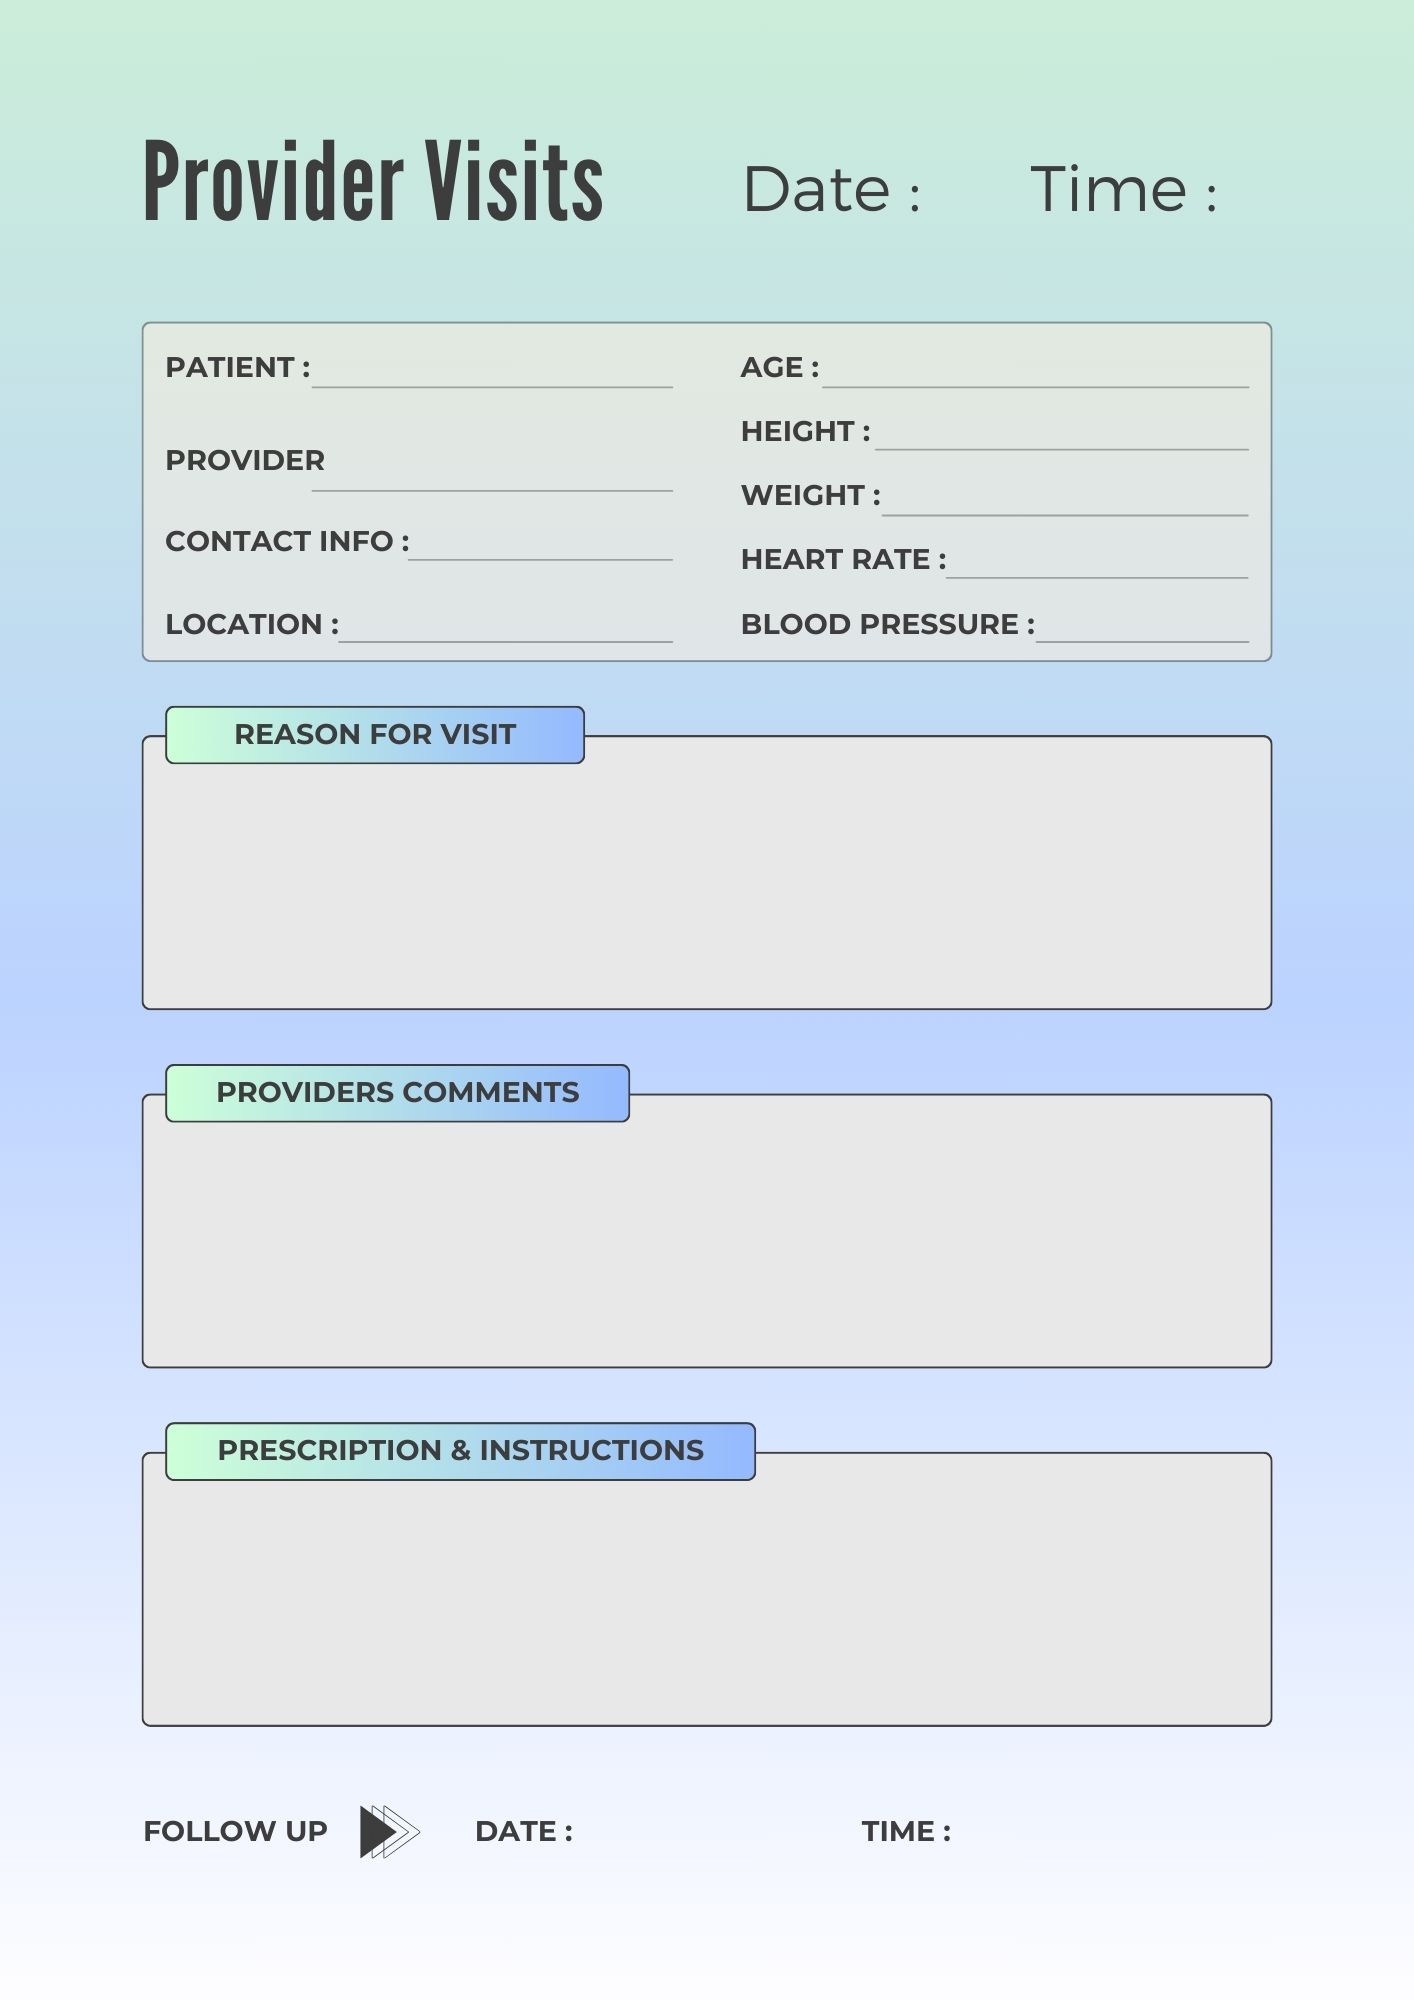 Provider Visits
Date :
Time :
PATIENT :
PROVIDER
CONTACT INFO :
LOCATION :
AGE :
HEIGHT :
WEIGHT :
HEART RATE :
BLOOD PRESSURE :
REASON FOR VISIT
PROVIDERS COMMENTS
PRESCRIPTION & INSTRUCTIONS
FOLLOW UP
DATE :
TIME :